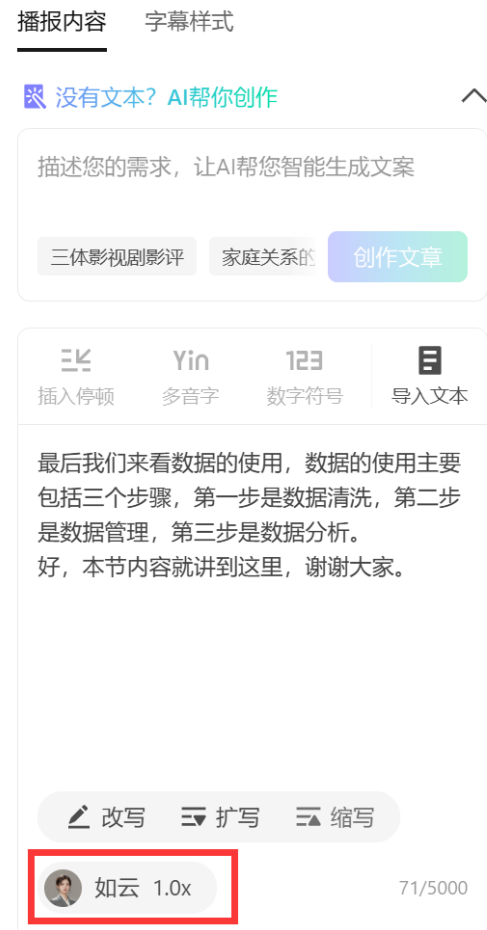 播报内容 字幕样式
没有文本？AI帮你创作
描述您的需求，让AI帮您智能生成文案
三体影视剧影评 家庭关系的 创作文章
Yin 123
插入停顿 多音字 数字符号 导入文本
最后我们来看数据的使用，数据的使用主要
包括三个步骤，第一步是数据清洗，第二步
是数据管理，第三步是数据分析。
好，本节内容就讲到这里，谢谢大家。
改写 扩写 缩写
如云 1.0x 71/5000